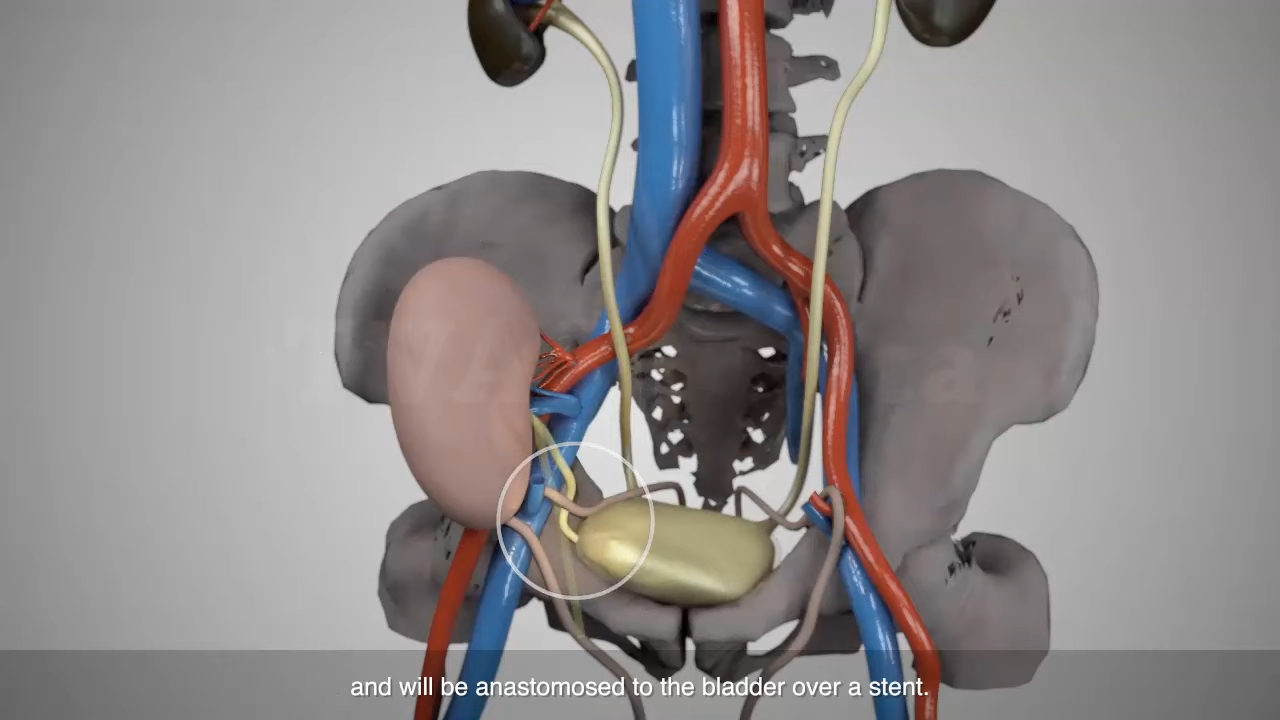 and will be anastomosed to the bladder over a stent.